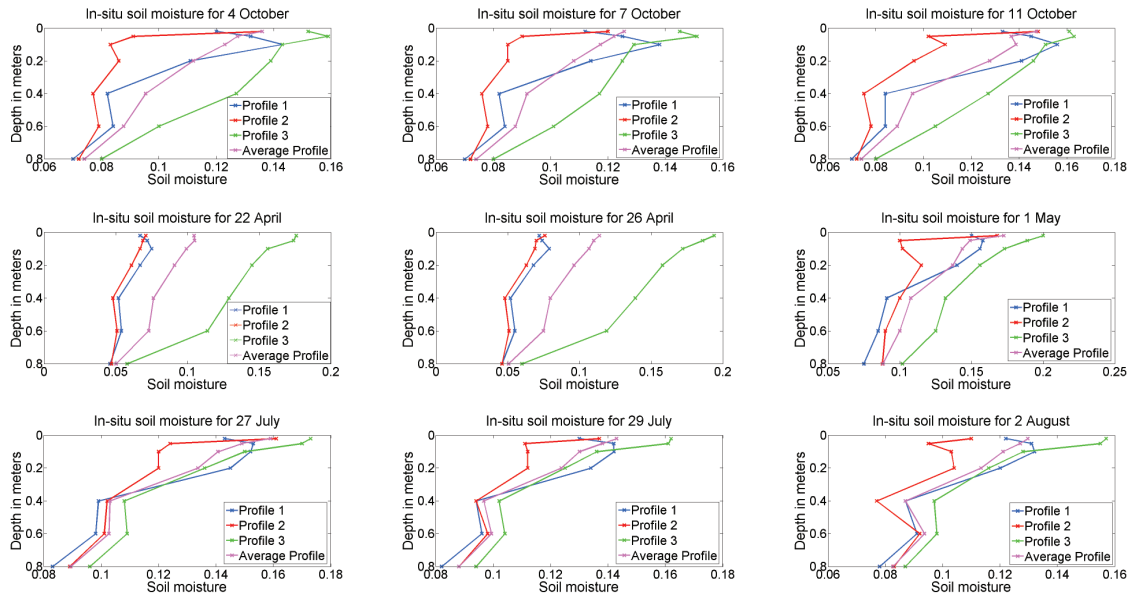 In-situ soil moisture for 4 October
0
0.2
0.4
0.6
0.8
Depth in meters
Profile 1
Profile 2
Profile 3
Average Profile
0.06
0.08
0.1
0.12
0.14
0.16
Soil moisture
In-situ soil moisture for 7 October
0
0.2
0.4
0.6
0.8
Depth in meters
Profile 1
Profile 2
Profile 3
Average Profile
0.06
0.08
0.1
0.12
0.14
0.16
Soil moisture
In-situ soil moisture for 11 October
0
0.2
0.4
0.6
0.8
Depth in meters
Profile 1
Profile 2
Profile 3
Average Profile
0.06
0.08
0.1
0.12
0.14
0.16
0.18
Soil moisture
In-situ soil moisture for 22 April
0
0.2
0.4
0.6
0.8
Depth in meters
Profile 1
Profile 2
Profile 3
Average Profile
0
0.05
0.1
0.15
0.2
Soil moisture
In-situ soil moisture for 26 April
0
0.2
0.4
0.6
0.8
Depth in meters
Profile 1
Profile 2
Profile 3
Average Profile
0
0.05
0.1
0.15
0.2
Soil moisture
In-situ soil moisture for 1 May
0
0.2
0.4
0.6
0.8
Depth in meters
Profile 1
Profile 2
Profile 3
Average Profile
0.05
0.1
0.15
0.2
0.25
Soil moisture
In-situ soil moisture for 27 July
0
0.2
0.4
0.6
0.8
Depth in meters
Profile 1
Profile 2
Profile 3
Average Profile
0.08
0.1
0.12
0.14
0.16
0.18
Soil moisture
In-situ soil moisture for 29 July
0
0.2
0.4
0.6
0.8
Depth in meters
Profile 1
Profile 2
Profile 3
Average Profile
0.08
0.1
0.12
0.14
0.16
0.18
Soil moisture
In-situ soil moisture for 2 August
0
0.2
0.4
0.6
0.8
Depth in meters
Profile 1
Profile 2
Profile 3
Average Profile
0.06
0.08
0.1
0.12
0.14
0.16
Soil moisture